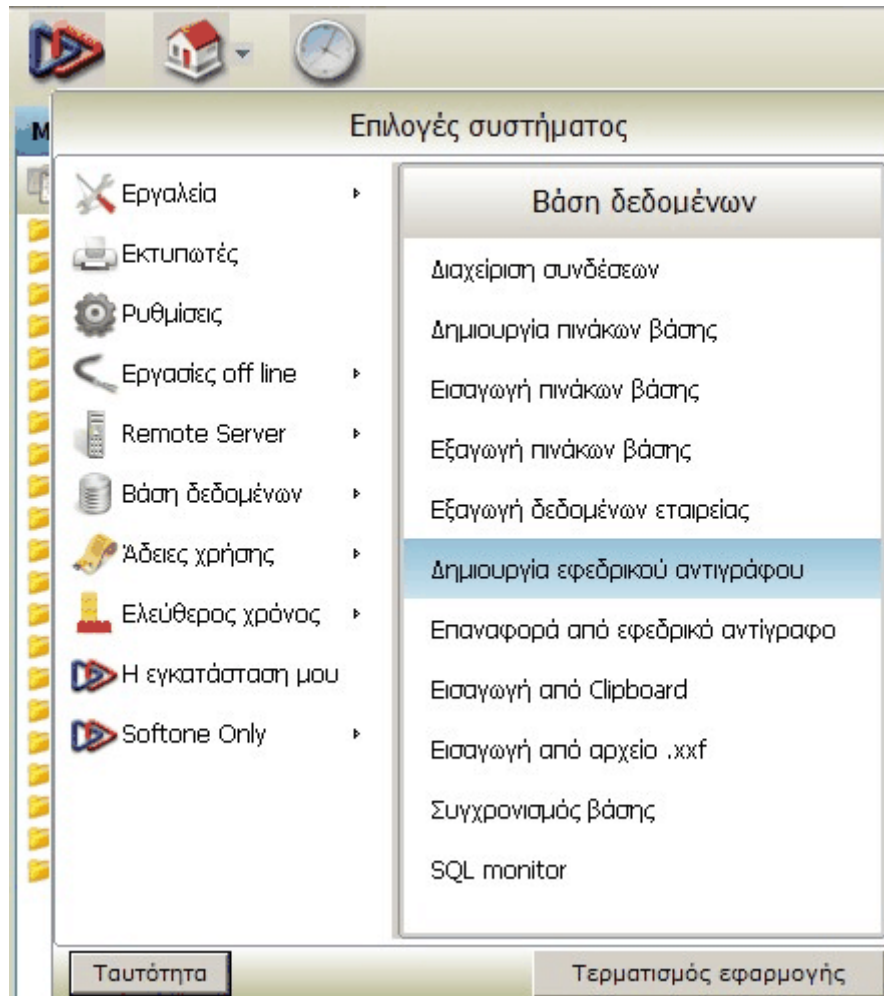 Επιλογές συστήματος
Εργαλεία
Εκτυπωτές
Ρυθμίσεις
Εργασίες off line
Remote Server
Βάση δεδομένων
Άδειες χρήσης
Ελεύθερος χρόνος
Η εγκατάσταση μου
Softone Only
Βάση δεδομένων
Διαχείριση συνδέσεων
Δημιουργία πινάκων βάσης
Εισαγωγή πινάκων βάσης
Εξαγωγή πινάκων βάσης
Εξαγωγή δεδομένων εταιρείας
Δημιουργία εφεδρικού αντιγράφου
Επαναφορά από εφεδρικό αντίγραφο
Εισαγωγή από Clipboard
Εισαγωγή από αρχείο .xxf
Συγχρονισμός βάσης
SQL monitor
Ταυτότητα
Τερματισμός εφαρμογής